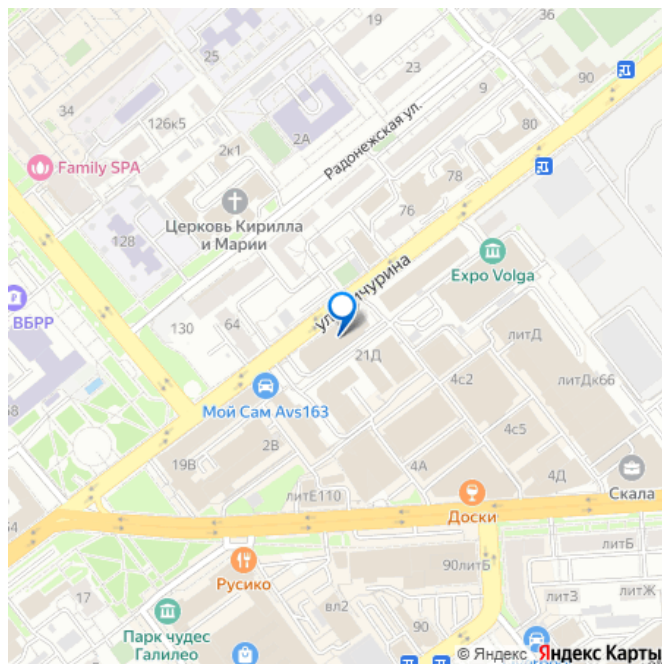 36
19
25
23
90
9
34
126к5
2А
80
2к1
Радонежская ул.
Family SPA
78
Церковь Кирилла
и Марии
76
128
Expo Volga
ВБРР
130
64
литД
21Д
4с2
литДк66
Мой Сам Avs163
4с5
2В
19В
4А
4Д
литЕ110
Скала
Доски
литБ
90литБ
Русико
17
вл2
литЗ
литЖ
Парк чудес
Галилео
90
© Яндекс Яндекс Карты